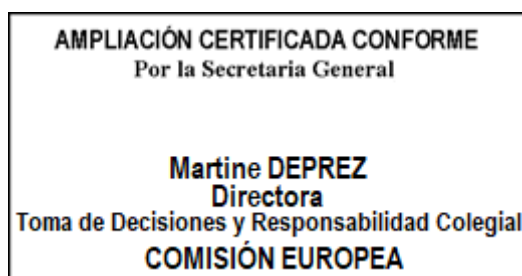 AMPLIACIÓN CERTIFICADA CONFORME
Por la Secretaria General
Martine DEPREZ
Directora
Toma de Decisiones y Responsabilidad Colegial
COMISIÓN EUROPEA